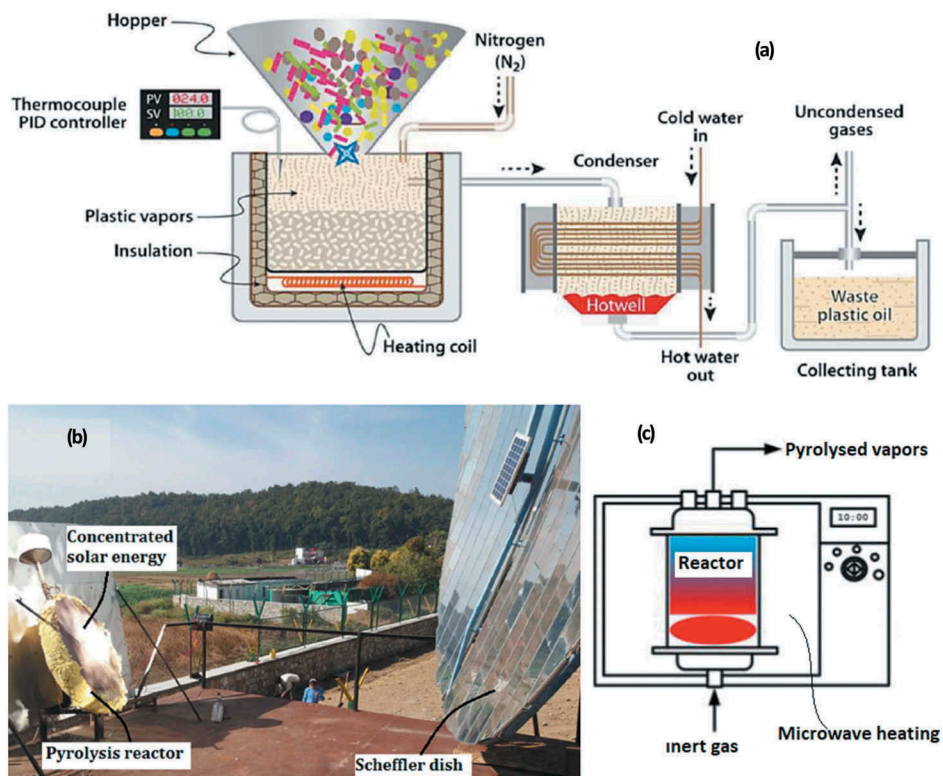 Hopper
Nitrogen
(N₂)
(a)
Thermocouple
PID controller
PV 024.0
SV 100.0
Cold water
in
Uncondensed
gases
Condenser
Plastic vapors
Insulation
Hotwell
Waste
plastic oil
Heating coil
Hot water
out
Collecting tank
(b)
Concentrated
solar energy
Pyrolysis reactor
Scheffler dish
(c)
Pyrolysed vapors
10:00
Reactor
Microwave heating
ınert gas